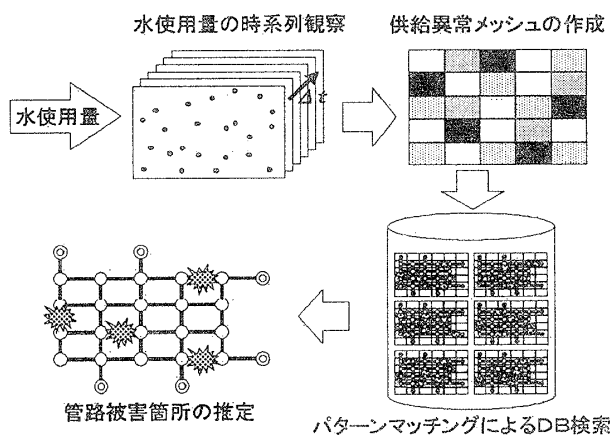 水使用量の時系列観察
供給異常メッシュの作成
水使用量
Δt
管路被害箇所の推定
パターンマッチングによるDB検索